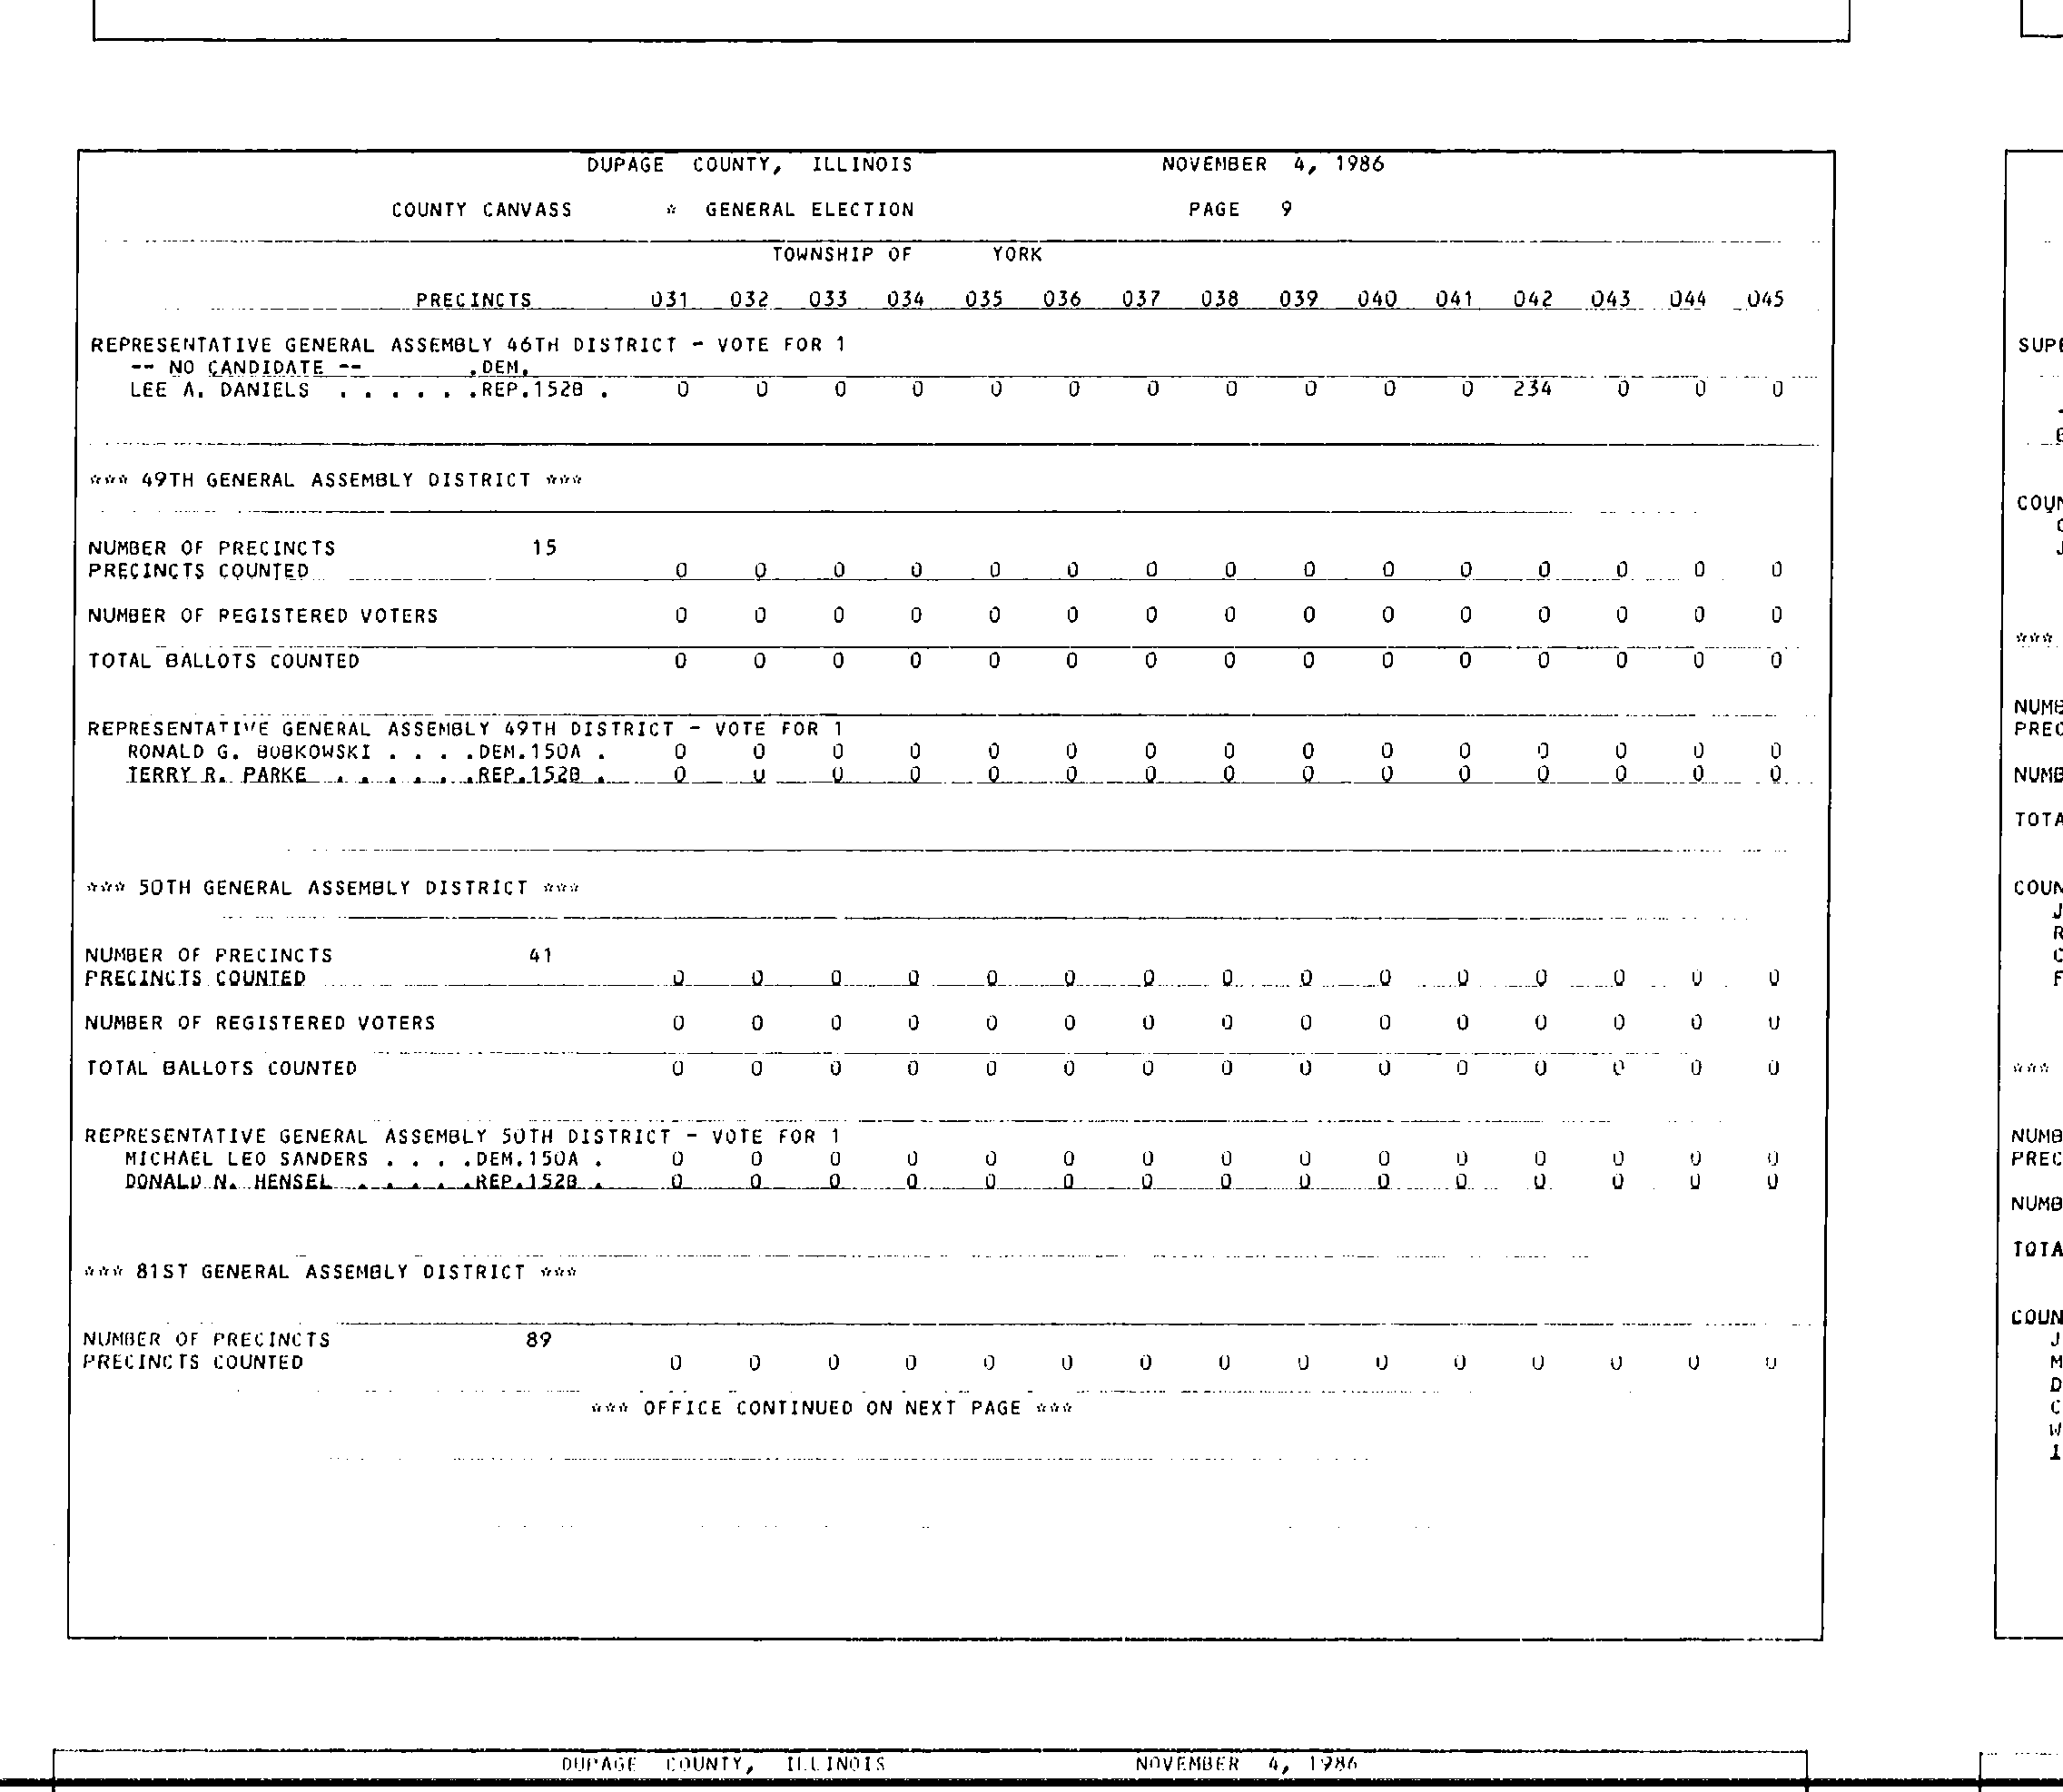 DUPAGE COUNTY, ILLINOIS NOVEMBER 4, 1986
COUNTY CANVASS * GENERAL ELECTION PAGE 9
TOWNSHIP OF YORK
PRECINCTS 031 032 033 034 035 036 037 038 039 040 041 042 043 044 045
REPRESENTATIVE GENERAL ASSEMBLY 46TH DISTRICT - VOTE FOR 1
-- NO CANDIDATE -- .DEM.
LEE A. DANIELS . . . . . .REP.152B . 0 0 0 0 0 0 0 0 0 0 0 234 0 0 0
*** 49TH GENERAL ASSEMBLY DISTRICT ***
NUMBER OF PRECINCTS 15
PRECINCTS COUNTED 0 0 0 0 0 0 0 0 0 0 0 0 0 0 0
NUMBER OF REGISTERED VOTERS 0 0 0 0 0 0 0 0 0 0 0 0 0 0 0
TOTAL BALLOTS COUNTED 0 0 0 0 0 0 0 0 0 0 0 0 0 0 0
REPRESENTATIVE GENERAL ASSEMBLY 49TH DISTRICT - VOTE FOR 1
RONALD G. BOBKOWSKI . . . .DEM.150A . 0 0 0 0 0 0 0 0 0 0 0 0 0 0 0
TERRY R. PARKE . . . . . .REP.152B . 0 0 0 0 0 0 0 0 0 0 0 0 0 0 0
*** 50TH GENERAL ASSEMBLY DISTRICT ***
NUMBER OF PRECINCTS 41
PRECINCTS COUNTED 0 0 0 0 0 0 0 0 0 0 0 0 0 0 0
NUMBER OF REGISTERED VOTERS 0 0 0 0 0 0 0 0 0 0 0 0 0 0 0
TOTAL BALLOTS COUNTED 0 0 0 0 0 0 0 0 0 0 0 0 0 0 0
REPRESENTATIVE GENERAL ASSEMBLY 50TH DISTRICT - VOTE FOR 1
MICHAEL LEO SANDERS . . . .DEM.150A . 0 0 0 0 0 0 0 0 0 0 0 0 0 0 0
DONALD N. HENSEL . . . . .REP.152B . 0 0 0 0 0 0 0 0 0 0 0 0 0 0 0
*** 81ST GENERAL ASSEMBLY DISTRICT ***
NUMBER OF PRECINCTS 89
PRECINCTS COUNTED 0 0 0 0 0 0 0 0 0 0 0 0 0 0 0
*** OFFICE CONTINUED ON NEXT PAGE ***
DUPAGE COUNTY, ILLINOIS NOVEMBER 4, 1986